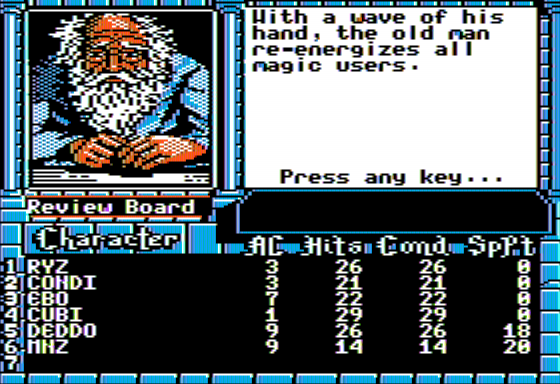 With a wave of his
hand, the old man
re-energizes all
magic users.
Press any key...
Review Board
Character AC Hits Cond SpPt
1 RYZ 3 26 26 0
2 CONDI 3 21 21 0
3 EBO 7 22 22 0
4 CUBI 1 29 29 0
5 DEDDO 9 26 26 18
6 MNZ 9 14 14 20
7